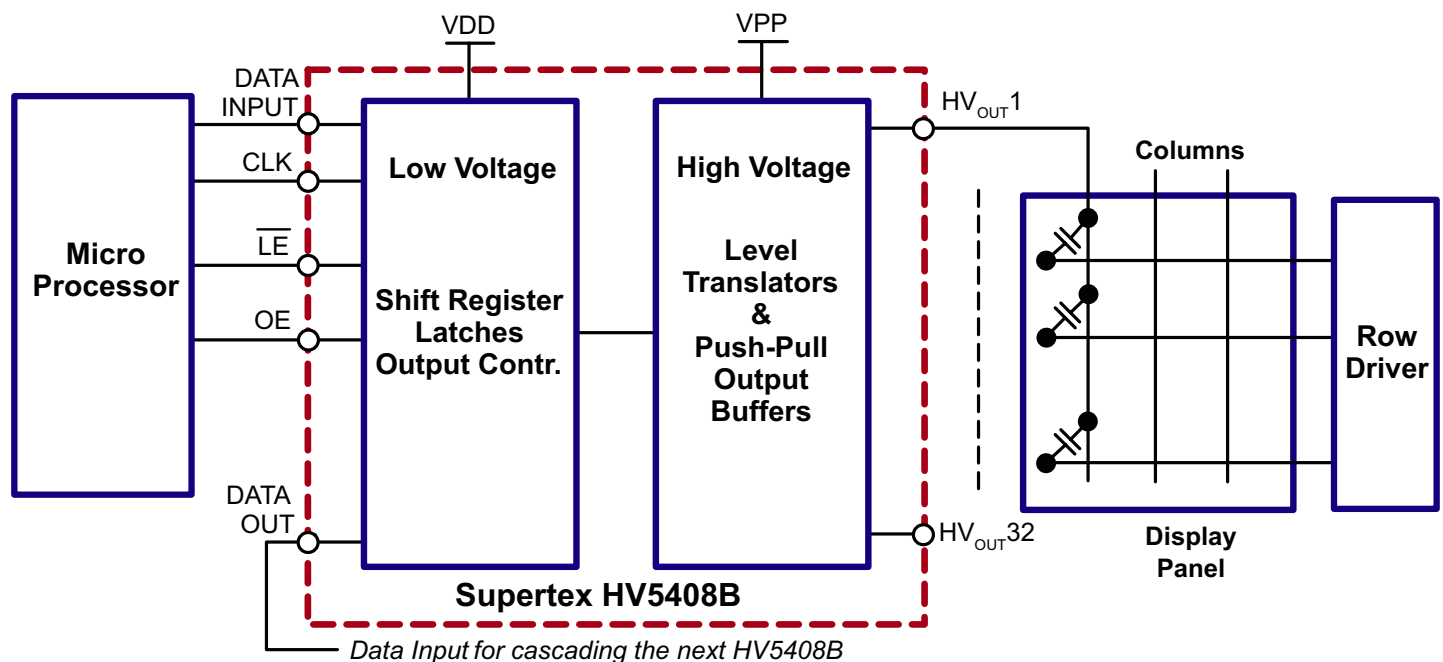 VDD
VPP
DATA
INPUT
CLK
LE
OE
DATA
OUT
Micro
Processor
Low Voltage
Shift Register
Latches
Output Contr.
High Voltage
Level
Translators
&
Push-Pull
Output
Buffers
HVOUT1
HVOUT32
Columns
Row
Driver
Display
Panel
Supertex HV5408B
Data Input for cascading the next HV5408B